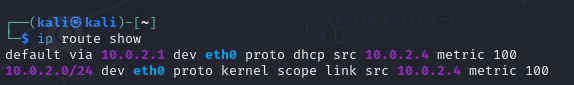 ┌──(kali㉿kali)-[~]
└─$ ip route show
default via 10.0.2.1 dev eth0 proto dhcp src 10.0.2.4 metric 100
10.0.2.0/24 dev eth0 proto kernel scope link src 10.0.2.4 metric 100